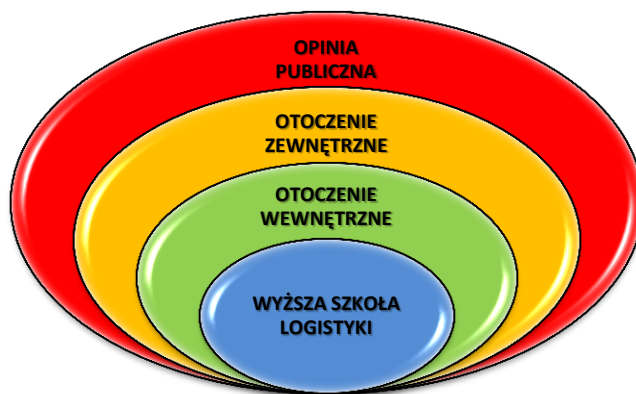 OPINIA
PUBLICZNA
OTOCZENIE
ZEWNĘTRZNE
OTOCZENIE
WEWNĘTRZNE
WYŻSZA SZKOŁA
LOGISTYKI